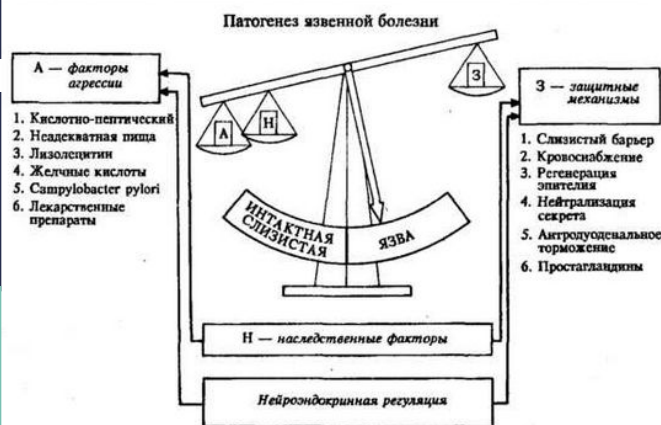 Патогенез язвенной болезни
А — факторы
агрессии
1. Кислотно-пептический
2. Неадекватная пища
3. Лизолецитин
4. Желчные кислоты
5. Campylobacter pylori
6. Лекарственные
препараты
А
Н
З
ИНТАКТНАЯ
СЛИЗИСТАЯ
ЯЗВА
З — защитные
механизмы
1. Слизистый барьер
2. Кровоснабжение
3. Регенерация
эпителия
4. Нейтрализация
секрета
5. Антродуоденальное
торможение
6. Простагландины
Н — наследственные факторы
Нейроэндокринная регуляция